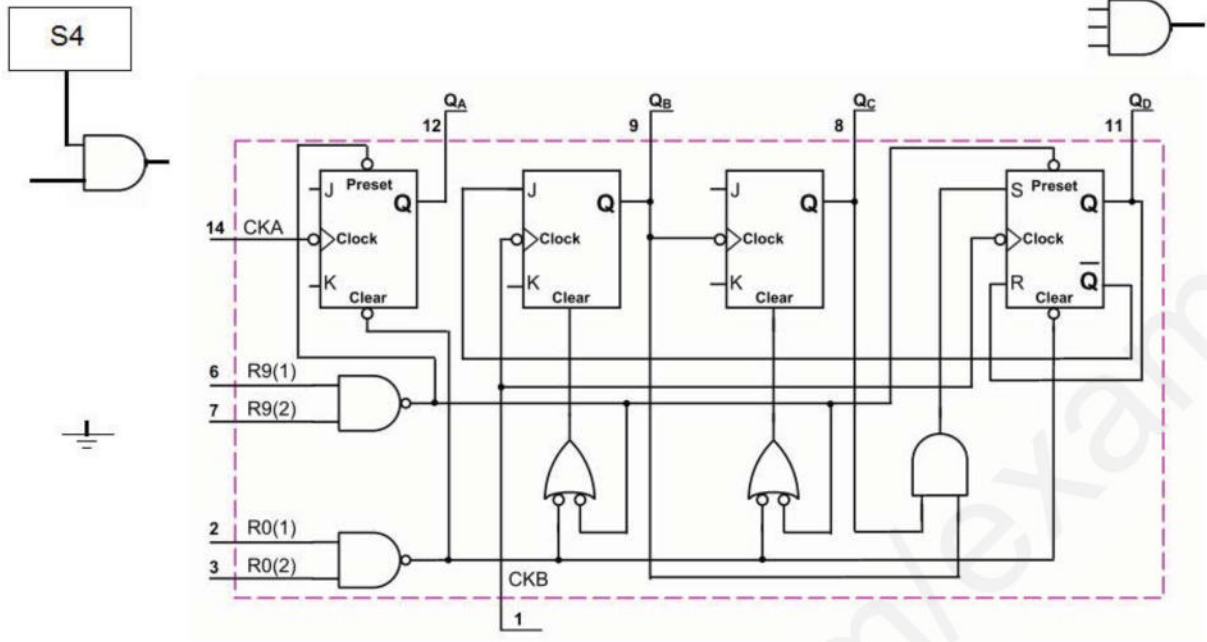 S4
QA QB QC QD
12 9 8 11
J Preset Q
J Q
J Q
S Preset Q
14 CKA Clock
Clock
Clock
Clock
K Clear
K Clear
K Clear
R Clear Q̅
6 R9(1)
7 R9(2)
2 R0(1)
3 R0(2)
CKB
1
m/exam